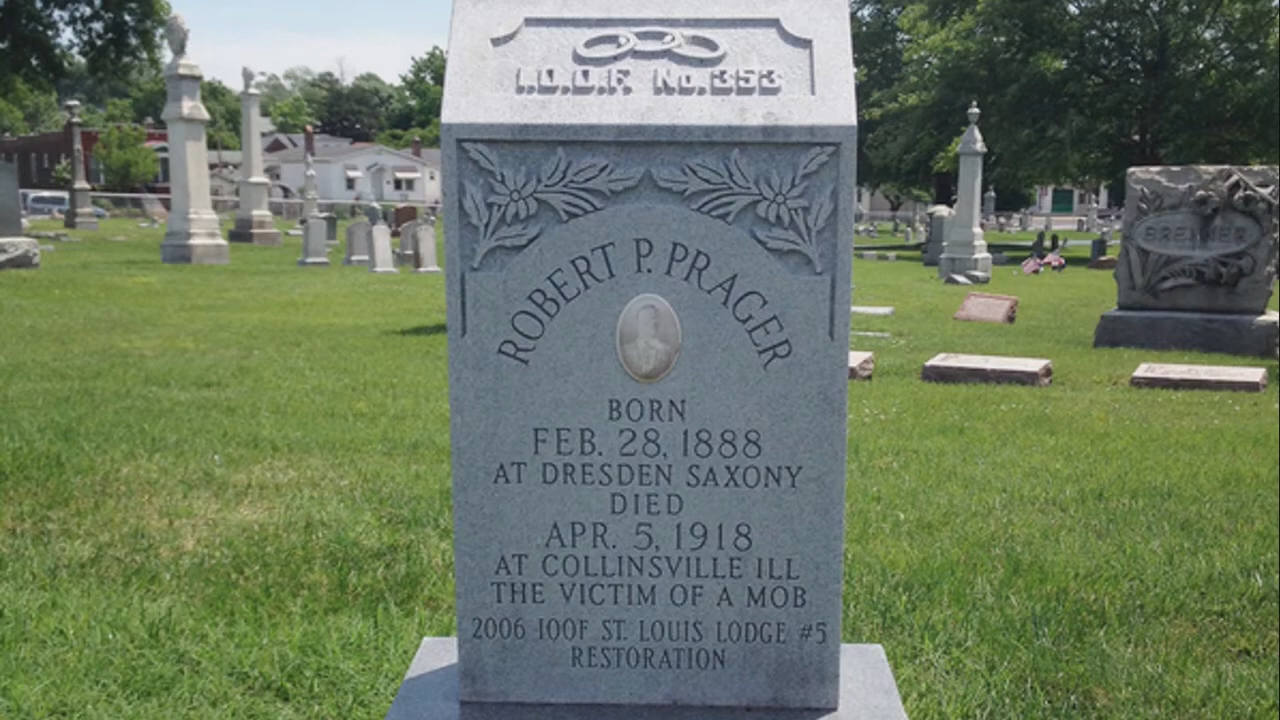 I.O.O.F. No. 353
ROBERT P. PRAGER
BORN
FEB. 28, 1888
AT DRESDEN SAXONY
DIED
APR. 5, 1918
AT COLLINSVILLE ILL
THE VICTIM OF A MOB
2006 IOOF ST. LOUIS LODGE #5
RESTORATION
BREMMER